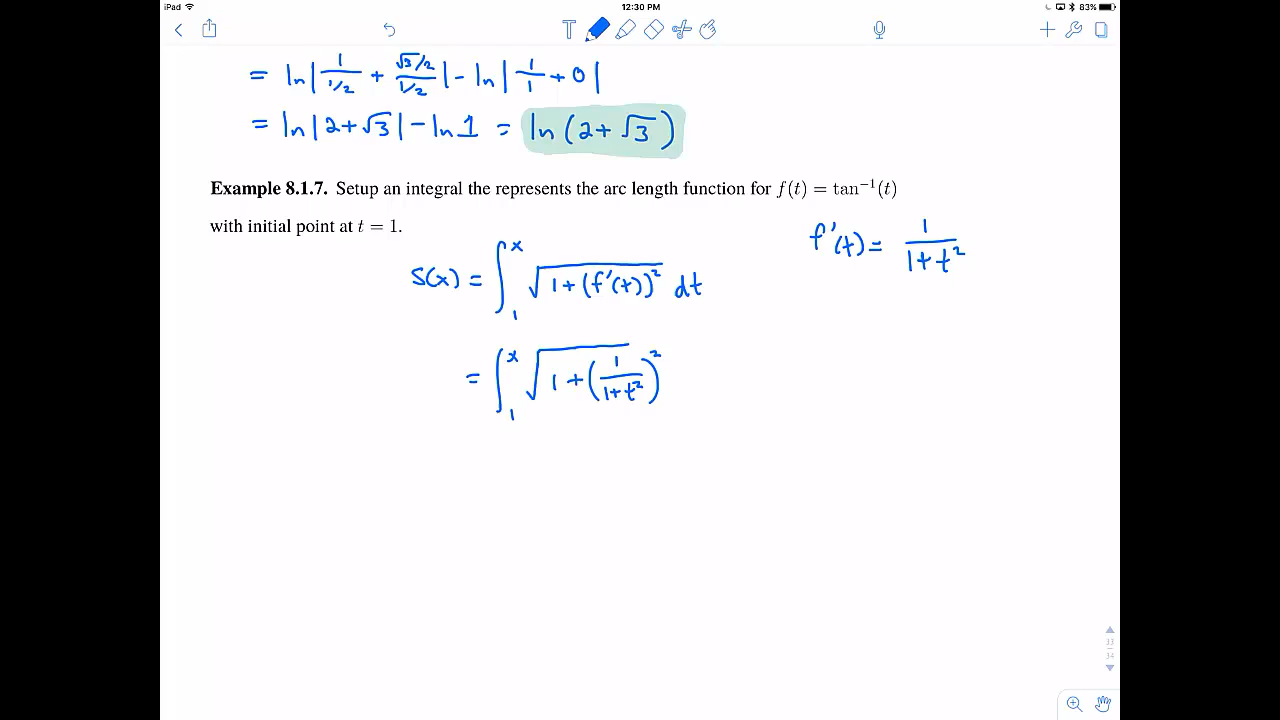 iPad 12:30 PM 83%
T
= ln|1/(1/2) + (√3/2)/(1/2)| - ln|1/1 + 0|
= ln|2+√3| - ln 1 = ln(2+√3)
Example 8.1.7. Setup an integral the represents the arc length function for f(t) = tan⁻¹(t)
with initial point at t = 1.
f'(t) = 1/(1+t²)
S(x) = ∫₁ˣ √(1+(f'(t))²) dt
= ∫₁ˣ √(1+(1/(1+t²))²)
33
34